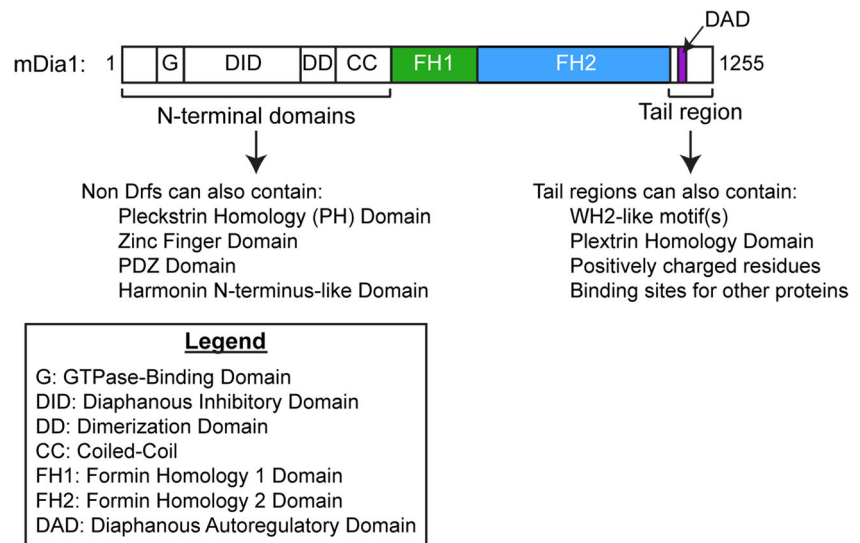 DAD
mDia1: 1 G DID DD CC FH1 FH2 1255
N-terminal domains
Tail region
Non Drfs can also contain:
Pleckstrin Homology (PH) Domain
Zinc Finger Domain
PDZ Domain
Harmonin N-terminus-like Domain
Tail regions can also contain:
WH2-like motif(s)
Plextrin Homology Domain
Positively charged residues
Binding sites for other proteins
Legend
G: GTPase-Binding Domain
DID: Diaphanous Inhibitory Domain
DD: Dimerization Domain
CC: Coiled-Coil
FH1: Formin Homology 1 Domain
FH2: Formin Homology 2 Domain
DAD: Diaphanous Autoregulatory Domain